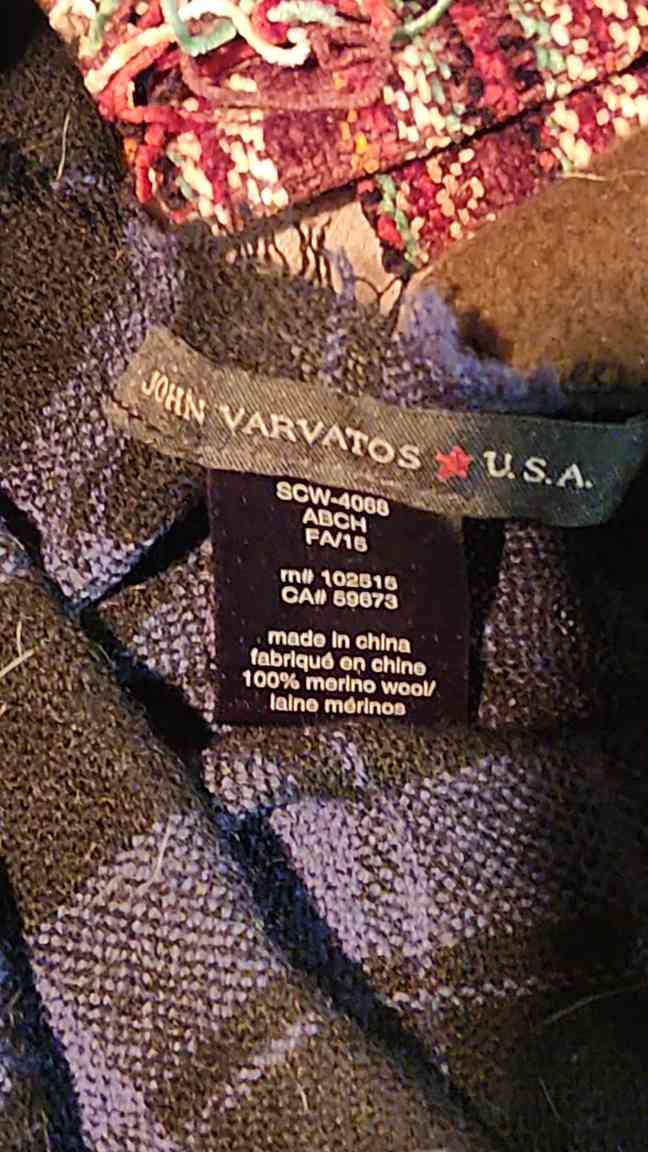 JOHN VARVATOS ★ U.S.A.
SCW-4068
ABCH
FA/15
rn# 102515
CA# 59673
made in china
fabriqué en chine
100% merino wool/
laine mérinos